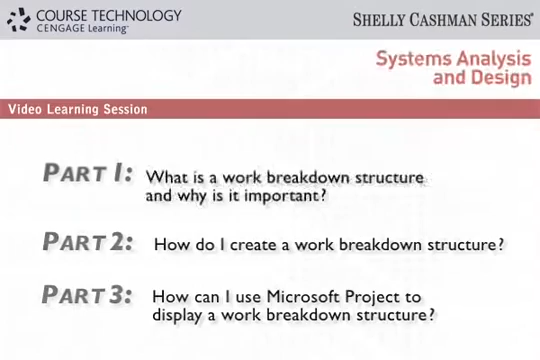 COURSE TECHNOLOGY
CENGAGE Learning™
SHELLY CASHMAN SERIES®
Systems Analysis
and Design
Video Learning Session
PART 1: What is a work breakdown structure
and why is it important?
PART 2: How do I create a work breakdown structure?
PART 3: How can I use Microsoft Project to
display a work breakdown structure?